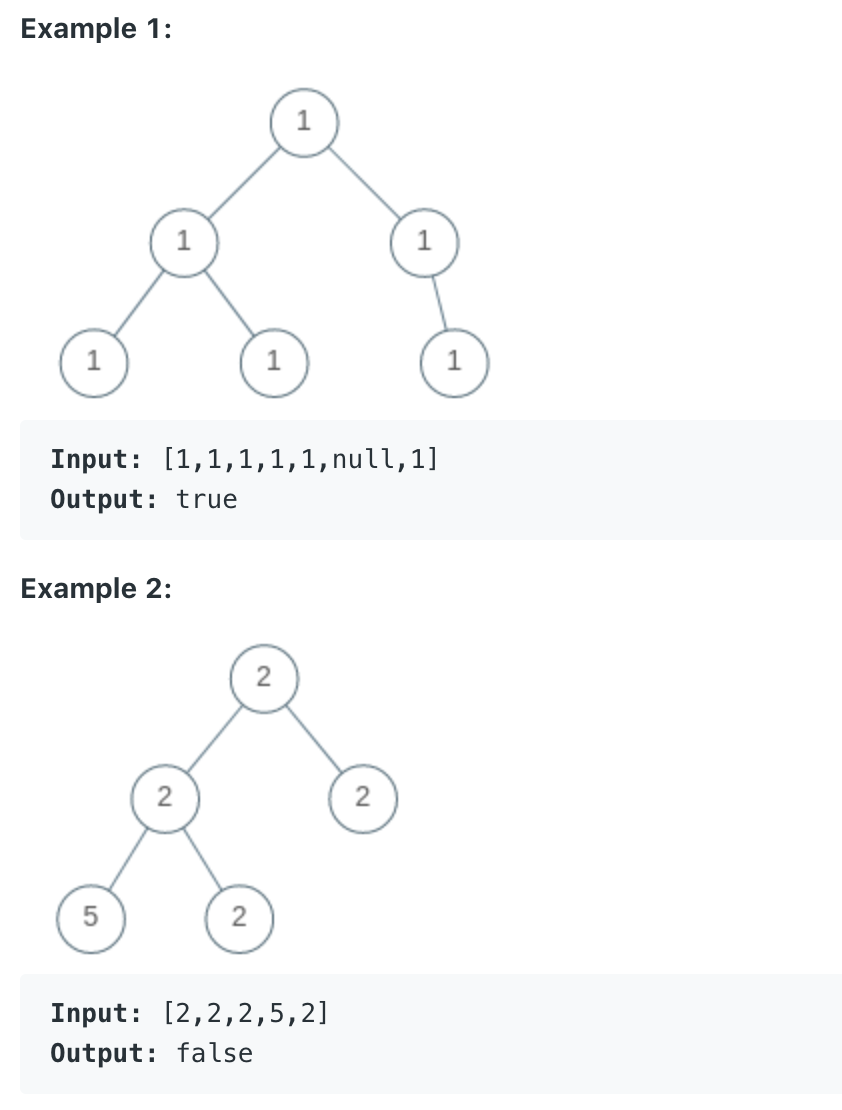 Example 1:
1
1 1
1 1 1
Input: [1,1,1,1,1,null,1]
Output: true
Example 2:
2
2 2
5 2
Input: [2,2,2,5,2]
Output: false